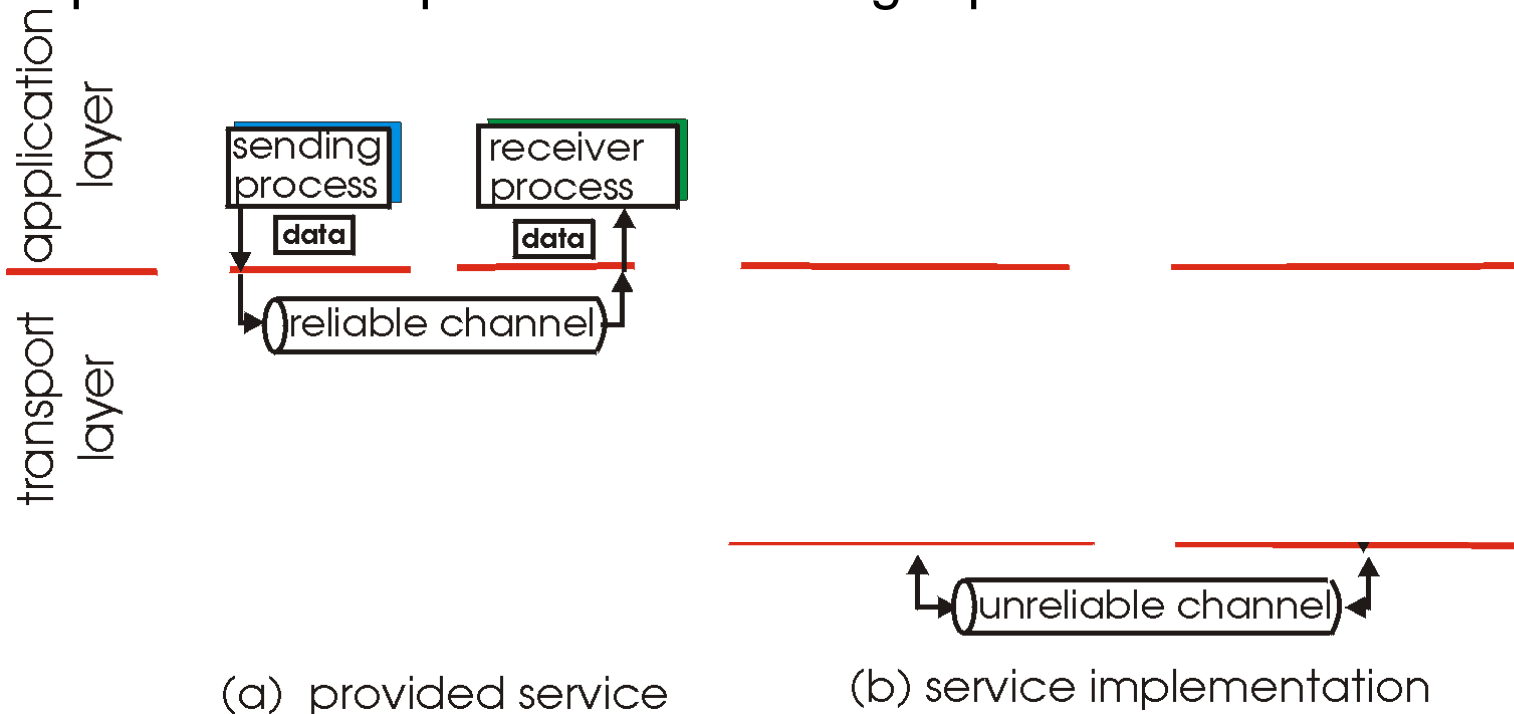 application
layer
sending
process
receiver
process
data
data
reliable channel
transport
layer
unreliable channel
(a) provided service
(b) service implementation